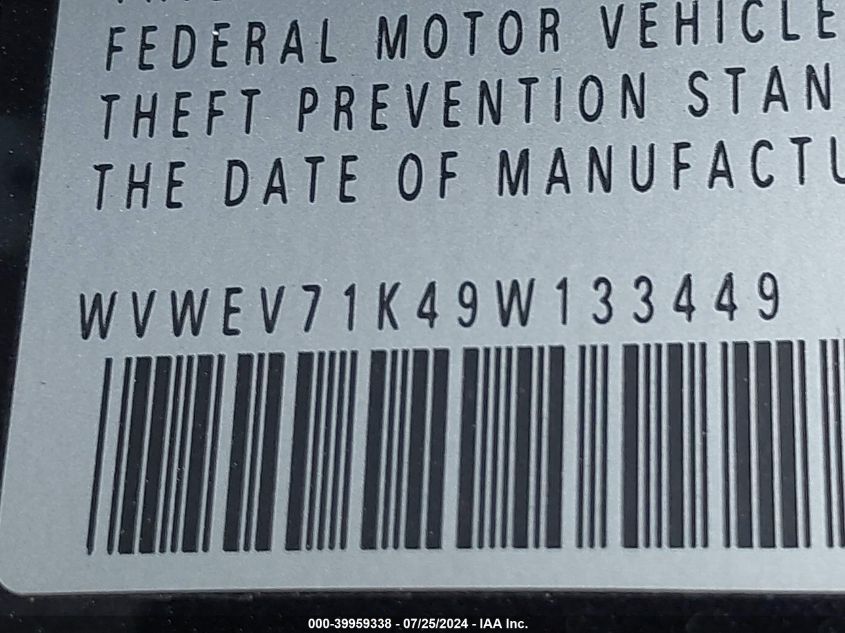 FEDERAL MOTOR VEHICLE
THEFT PREVENTION STAN
THE DATE OF MANUFACTU
WVWEV71K49W133449
000-39959338 - 07/25/2024 - IAA Inc.